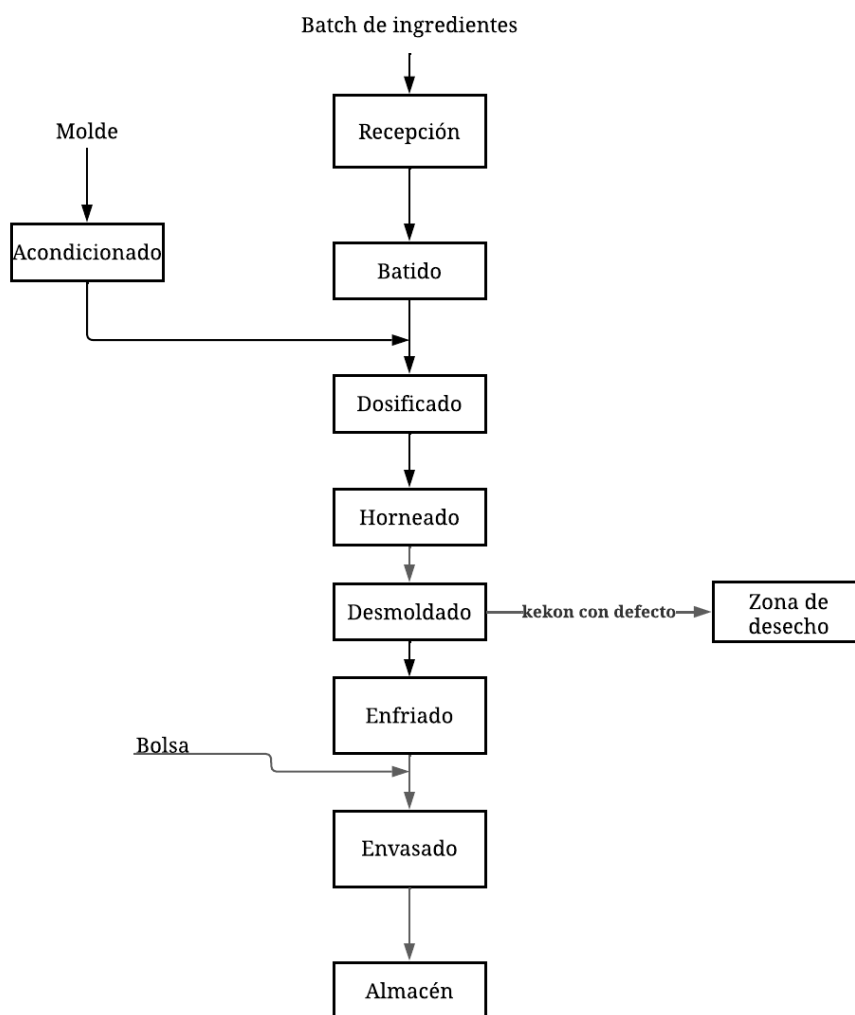 Batch de ingredientes
Recepción
Molde
Acondicionado
Batido
Dosificado
Horneado
Desmoldado
kekon con defecto
Zona de
desecho
Enfriado
Bolsa
Envasado
Almacén